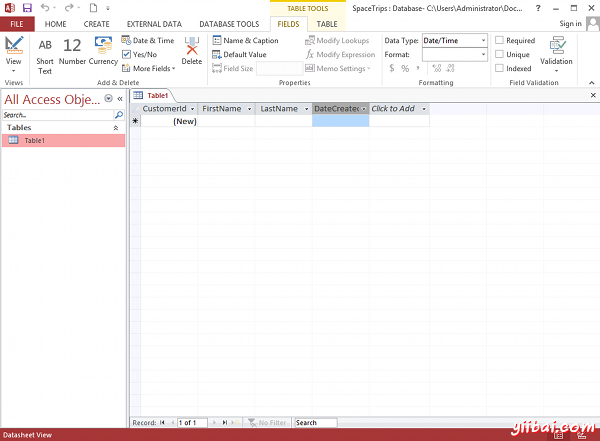 TABLE TOOLS
SpaceTrips : Database- C:\Users\Administrator\Doc...
?
FILE HOME CREATE EXTERNAL DATA DATABASE TOOLS FIELDS TABLE
Sign in
View
Views
AB
Short Text
12
Number
Currency
Date & Time
Yes/No
More Fields
Delete
Add & Delete
Name & Caption
Default Value
Field Size
Modify Lookups
Modify Expression
Memo Settings
Properties
Data Type: Date/Time
Format:
$ % ,
Formatting
Required
Unique
Indexed
Validation
Field Validation
All Access Obje...
Search...
Tables
Table1
Table1
CustomerId FirstName LastName DateCreated Click to Add
(New)
Record: 1 of 1 No Filter Search
Datasheet View
yiibai.com